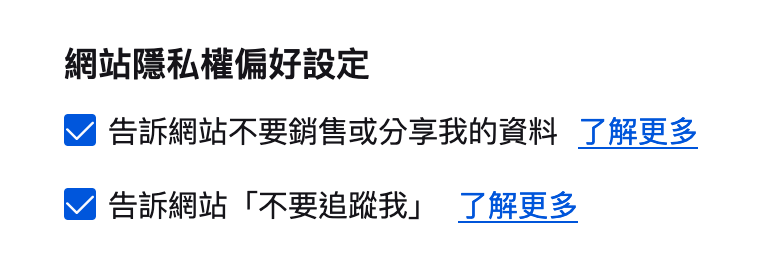 網站隱私權偏好設定
告訴網站不要銷售或分享我的資料 了解更多
告訴網站「不要追蹤我」 了解更多